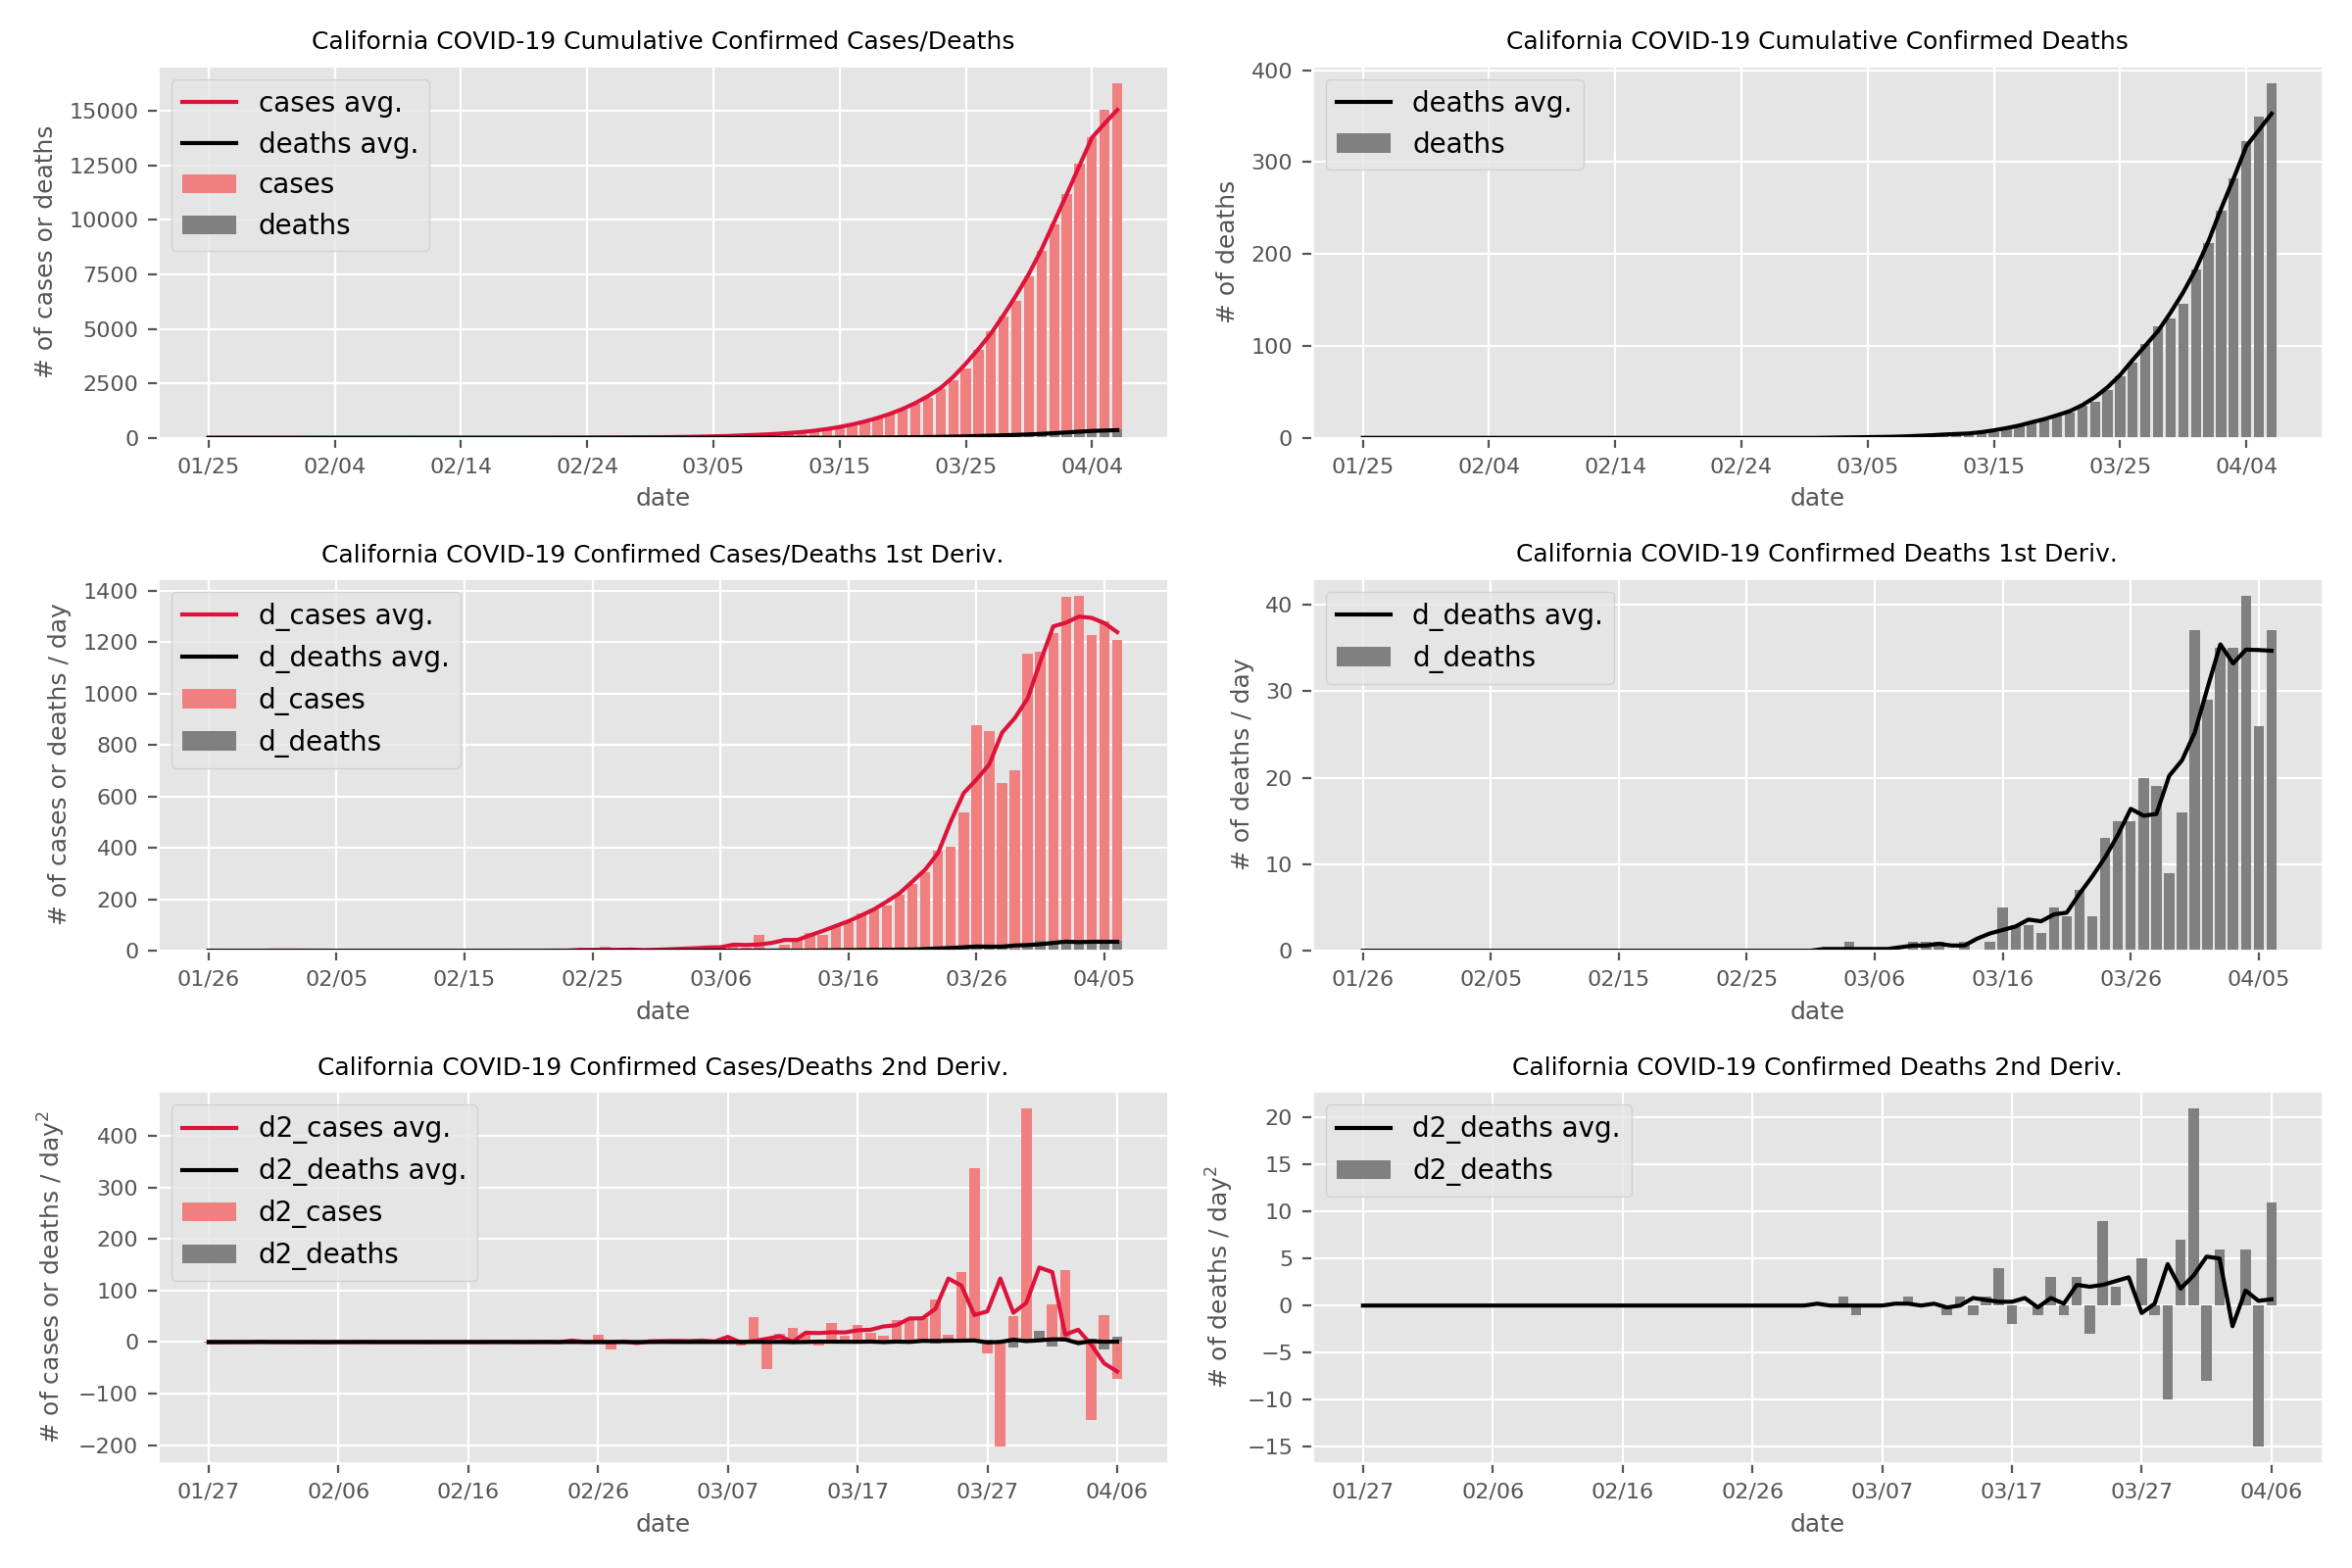 California COVID-19 Cumulative Confirmed Cases/Deaths
# of cases or deaths
15000
12500
10000
7500
5000
2500
0
cases avg.
deaths avg.
cases
deaths
01/25 02/04 02/14 02/24 03/05 03/15 03/25 04/04
date
California COVID-19 Cumulative Confirmed Deaths
# of deaths
400
300
200
100
0
deaths avg.
deaths
01/25 02/04 02/14 02/24 03/05 03/15 03/25 04/04
date
California COVID-19 Confirmed Cases/Deaths 1st Deriv.
# of cases or deaths / day
1400
1200
1000
800
600
400
200
0
d_cases avg.
d_deaths avg.
d_cases
d_deaths
01/26 02/05 02/15 02/25 03/06 03/16 03/26 04/05
date
California COVID-19 Confirmed Deaths 1st Deriv.
# of deaths / day
40
30
20
10
0
d_deaths avg.
d_deaths
01/26 02/05 02/15 02/25 03/06 03/16 03/26 04/05
date
California COVID-19 Confirmed Cases/Deaths 2nd Deriv.
# of cases or deaths / day²
400
300
200
100
0
−100
−200
d2_cases avg.
d2_deaths avg.
d2_cases
d2_deaths
01/27 02/06 02/16 02/26 03/07 03/17 03/27 04/06
date
California COVID-19 Confirmed Deaths 2nd Deriv.
# of deaths / day²
20
15
10
5
0
−5
−10
−15
d2_deaths avg.
d2_deaths
01/27 02/06 02/16 02/26 03/07 03/17 03/27 04/06
date